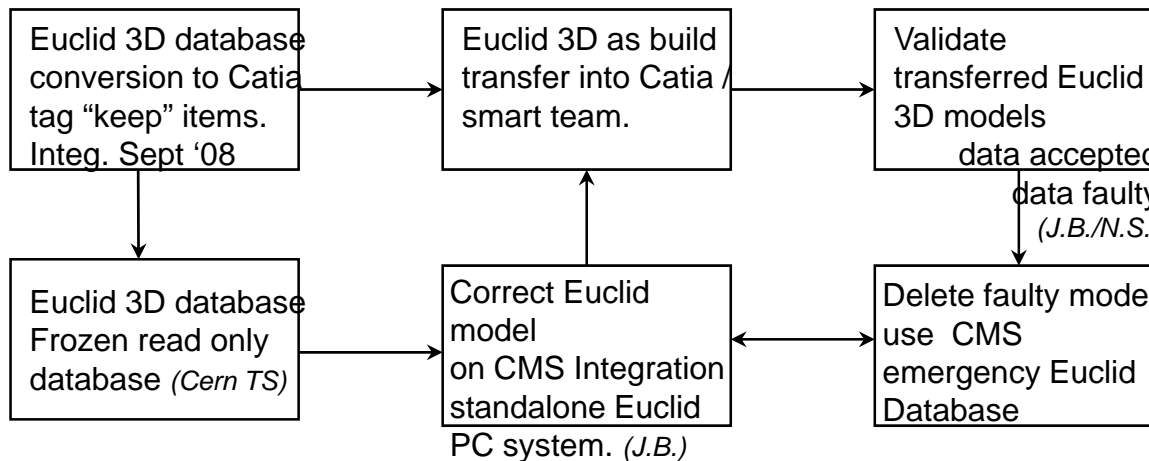 Euclid 3D database
conversion to Catia
tag “keep” items.
Integ. Sept ‘08
Euclid 3D as build
transfer into Catia /
smart team.
Validate
transferred Euclid
3D models
data accepted
data faulty
(J.B./N.S.
Euclid 3D database
Frozen read only
database (Cern TS)
Correct Euclid
model
on CMS Integration
standalone Euclid
PC system. (J.B.)
Delete faulty mode
use CMS
emergency Euclid
Database